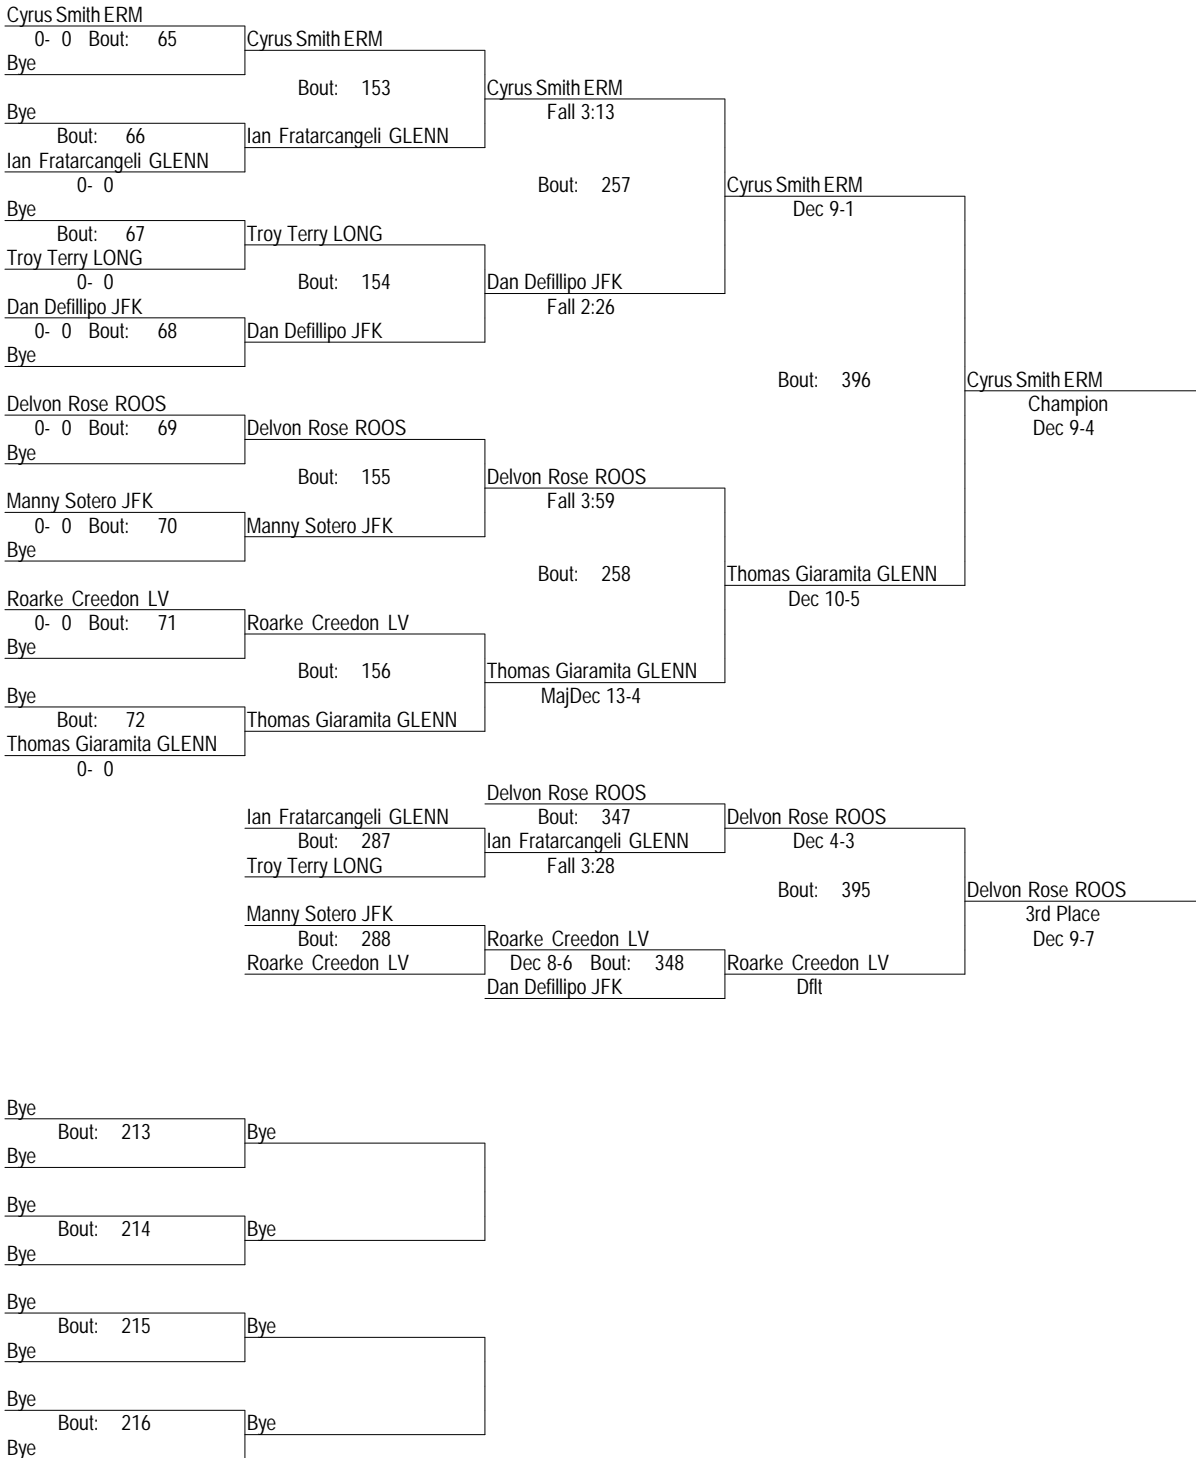 Cyrus Smith ERM
0- 0 Bout: 65 Cyrus Smith ERM
Bye
Bout: 153 Cyrus Smith ERM
Bye Fall 3:13
Bout: 66 Ian Fratarcangeli GLENN
Ian Fratarcangeli GLENN
0- 0 Bout: 257 Cyrus Smith ERM
Bye Dec 9-1
Bout: 67 Troy Terry LONG
Troy Terry LONG
0- 0 Bout: 154 Dan Defillipo JFK
Dan Defillipo JFK Fall 2:26
0- 0 Bout: 68 Dan Defillipo JFK
Bye
Bout: 396 Cyrus Smith ERM
Delvon Rose ROOS Champion
0- 0 Bout: 69 Delvon Rose ROOS Dec 9-4
Bye
Bout: 155 Delvon Rose ROOS
Manny Sotero JFK Fall 3:59
0- 0 Bout: 70 Manny Sotero JFK
Bye
Bout: 258 Thomas Giaramita GLENN
Roarke Creedon LV Dec 10-5
0- 0 Bout: 71 Roarke Creedon LV
Bye
Bout: 156 Thomas Giaramita GLENN
Bye MajDec 13-4
Bout: 72 Thomas Giaramita GLENN
Thomas Giaramita GLENN
0- 0
Delvon Rose ROOS
Ian Fratarcangeli GLENN Bout: 347 Delvon Rose ROOS
Bout: 287 Ian Fratarcangeli GLENN Dec 4-3
Troy Terry LONG Fall 3:28
Bout: 395 Delvon Rose ROOS
Manny Sotero JFK 3rd Place
Bout: 288 Roarke Creedon LV Dec 9-7
Roarke Creedon LV Dec 8-6 Bout: 348 Roarke Creedon LV
Dan Defillipo JFK Dflt
Bye
Bout: 213 Bye
Bye
Bye
Bout: 214 Bye
Bye
Bye
Bout: 215 Bye
Bye
Bye
Bout: 216 Bye
Bye